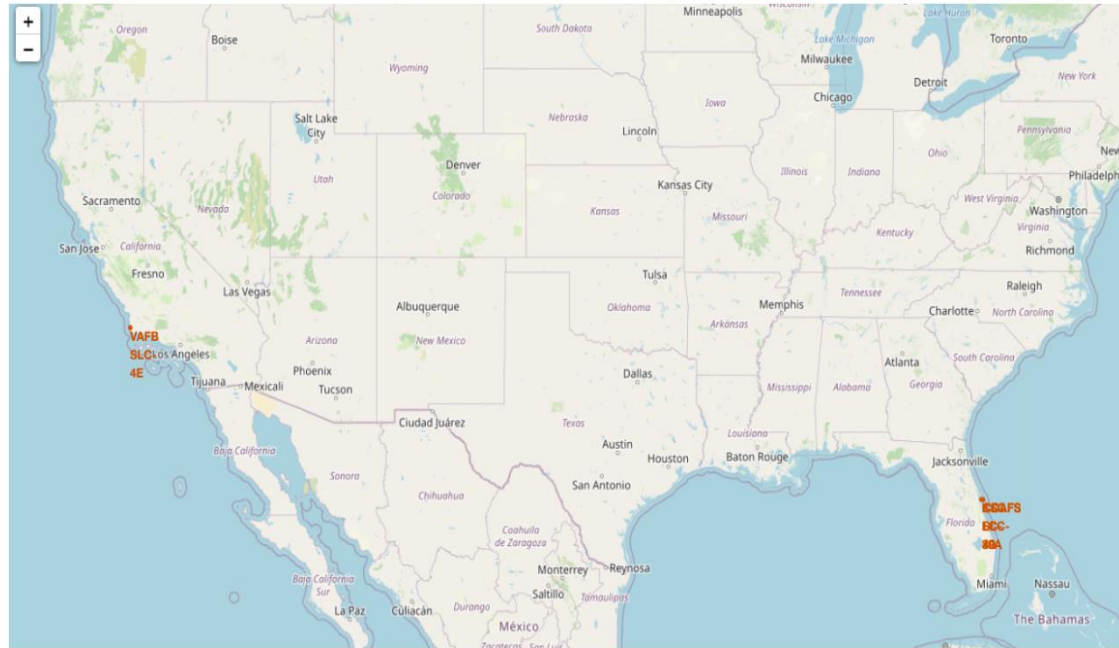 +
−
Oregon
Boise
Wyoming
South Dakota
Minneapolis
Wisconsin
Lake Michigan
Milwaukee
Lake Huron
Toronto
Detroit
New York
Chicago
Iowa
Nebraska
Lincoln
Salt Lake
City
Denver
Utah
Colorado
Nevada
Sacramento
San Jose
California
Fresno
Las Vegas
Kansas City
Kansas
Missouri
Illinois
Indiana
Ohio
Pennsylvania
New
Philadelph
West Virginia
Washington
Virginia
Richmond
Kentucky
Tulsa
Oklahoma
Memphis
Tennessee
Raleigh
Charlotte
North Carolina
South Carolina
Arkansas
Albuquerque
New Mexico
Arizona
Phoenix
Tucson
VAFB
SLC-
4E
Los Angeles
Tijuana
Mexicali
Dallas
Mississippi
Alabama
Atlanta
Georgia
Ciudad Juárez
Texas
Austin
Houston
San Antonio
Louisiana
Baton Rouge
Jacksonville
Florida
Miami
Nassau
The Bahamas
Baja California
Sonora
Chihuahua
Coahuila
de Zaragoza
Monterrey
Saltillo
Reynosa
Tamaulipas
Baja California
Sur
La Paz
Culiacán
Durango
México
Zacatecas
San Luis